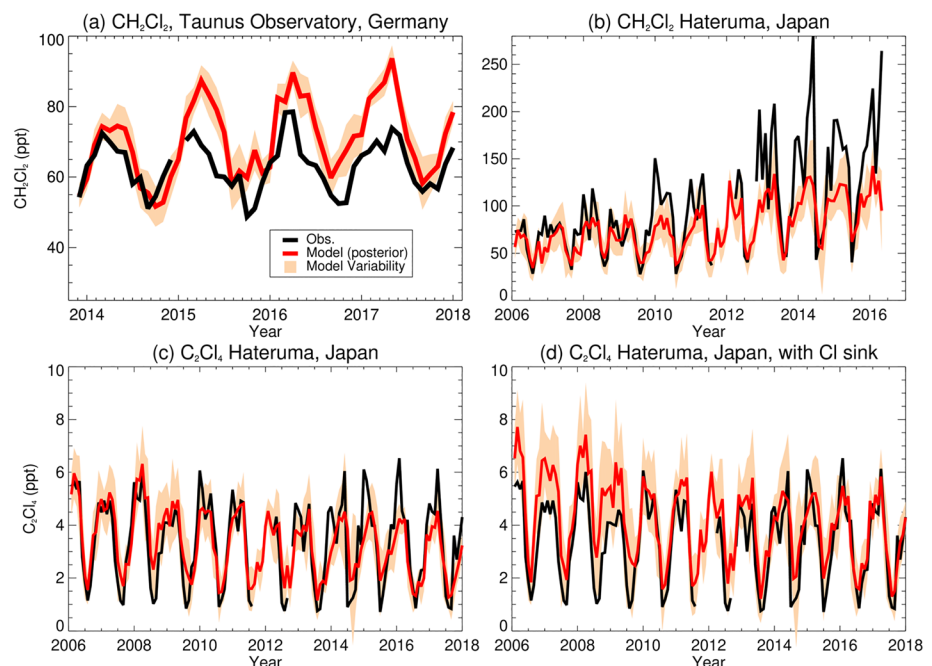 (a) CH₂Cl₂, Taunus Observatory, Germany
100
80
60
40
CH₂Cl₂ (ppt)
2014 2015 2016 2017 2018
Year
Obs.
Model (posterior)
Model Variability
(b) CH₂Cl₂ Hateruma, Japan
250
200
150
100
50
0
2006 2008 2010 2012 2014 2016
Year
(c) C₂Cl₄ Hateruma, Japan
10
8
6
4
2
0
C₂Cl₄ (ppt)
2006 2008 2010 2012 2014 2016 2018
Year
(d) C₂Cl₄ Hateruma, Japan, with Cl sink
10
8
6
4
2
0
2006 2008 2010 2012 2014 2016 2018
Year